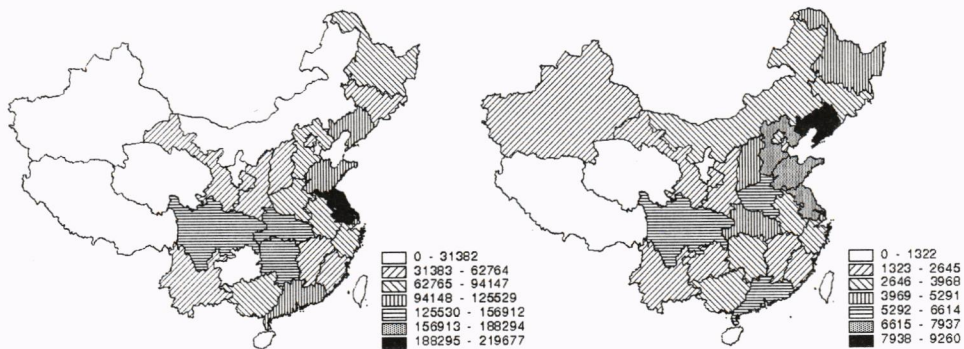 0 - 31382
31383 - 62764
62765 - 94147
94148 - 125529
125530 - 156912
156913 - 188294
188295 - 219677
0 - 1322
1323 - 2645
2646 - 3968
3969 - 5291
5292 - 6614
6615 - 7937
7938 - 9260